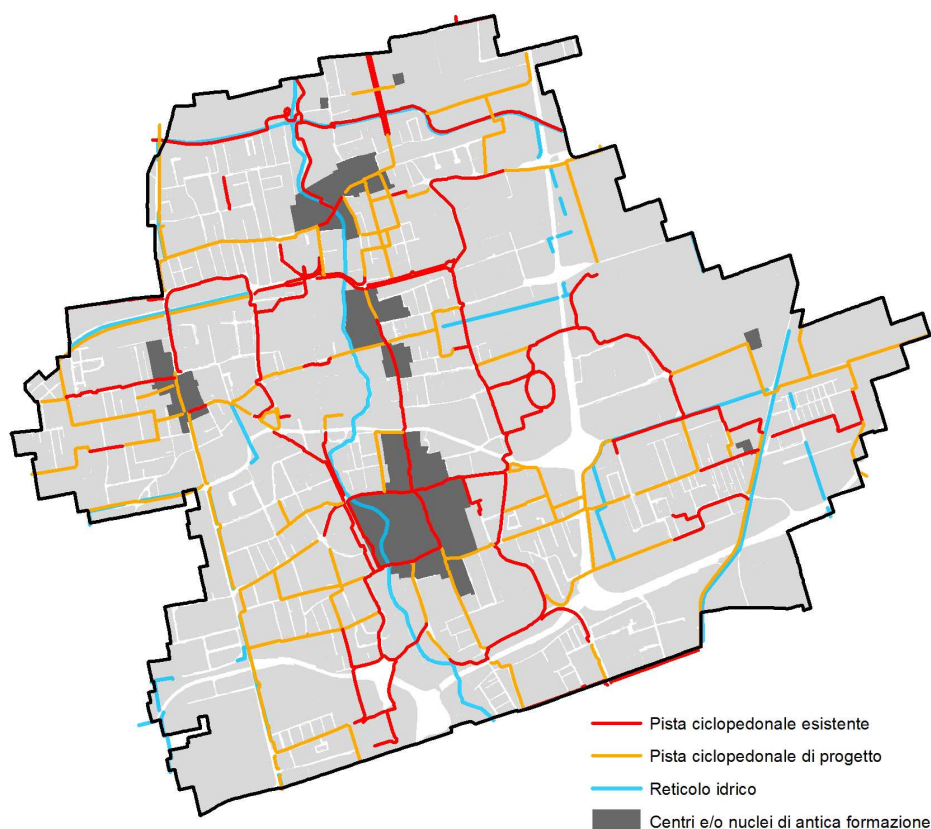 Pista ciclopedonale esistente
Pista ciclopedonale di progetto
Reticolo idrico
Centri e/o nuclei di antica formazione